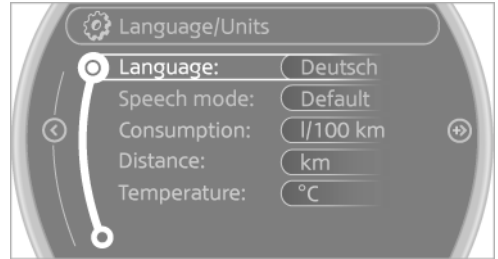 Language/Units
Language: Deutsch
Speech mode: Default
Consumption: l/100 km
Distance: km
Temperature: °C